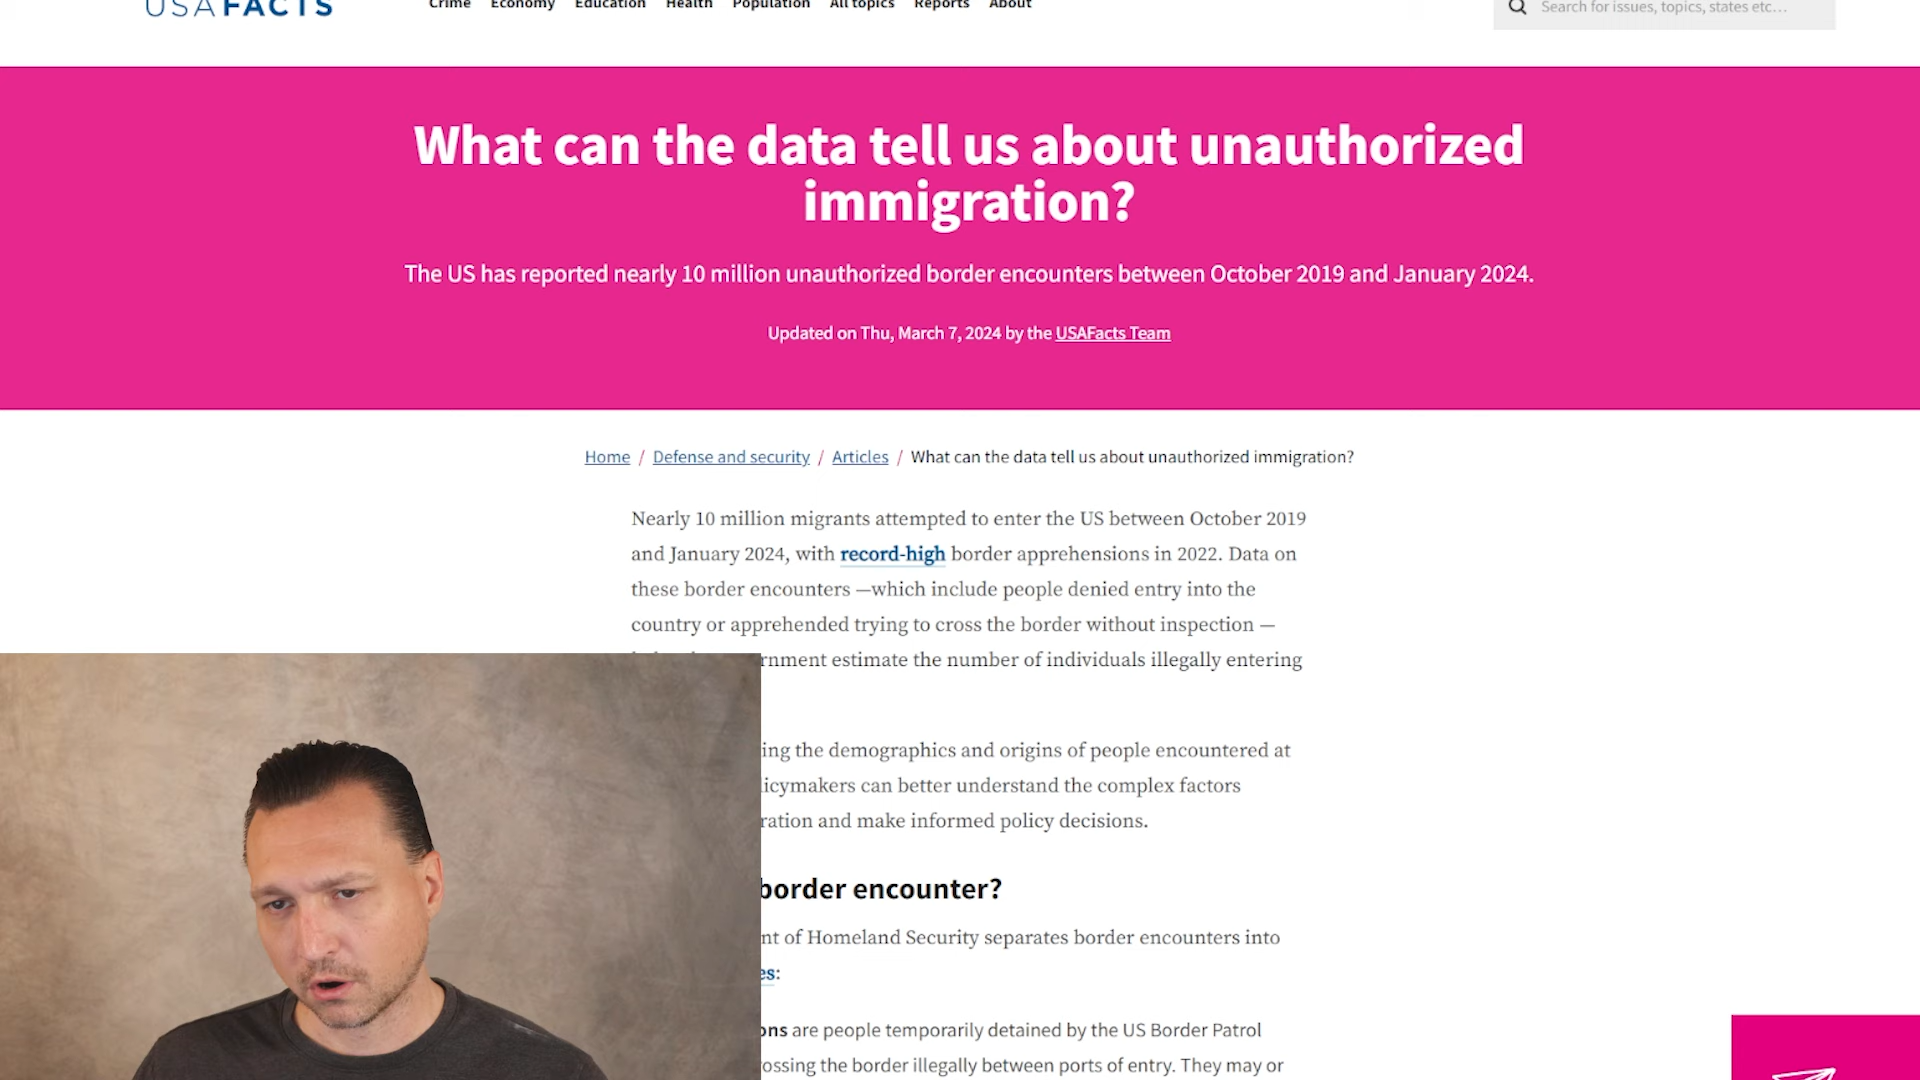 USAFACTS
Crime Economy Education Health Population All topics Reports About
Search for issues, topics, states etc...
What can the data tell us about unauthorized
immigration?
The US has reported nearly 10 million unauthorized border encounters between October 2019 and January 2024.
Updated on Thu, March 7, 2024 by the USAFacts Team
Home / Defense and security / Articles / What can the data tell us about unauthorized immigration?
Nearly 10 million migrants attempted to enter the US between October 2019
and January 2024, with record-high border apprehensions in 2022. Data on
these border encounters —which include people denied entry into the
country or apprehended trying to cross the border without inspection —
estimate the number of individuals illegally entering
the demographics and origins of people encountered at
can better understand the complex factors
and make informed policy decisions.
border encounter?
of Homeland Security separates border encounters into
are people temporarily detained by the US Border Patrol
the border illegally between ports of entry. They may or